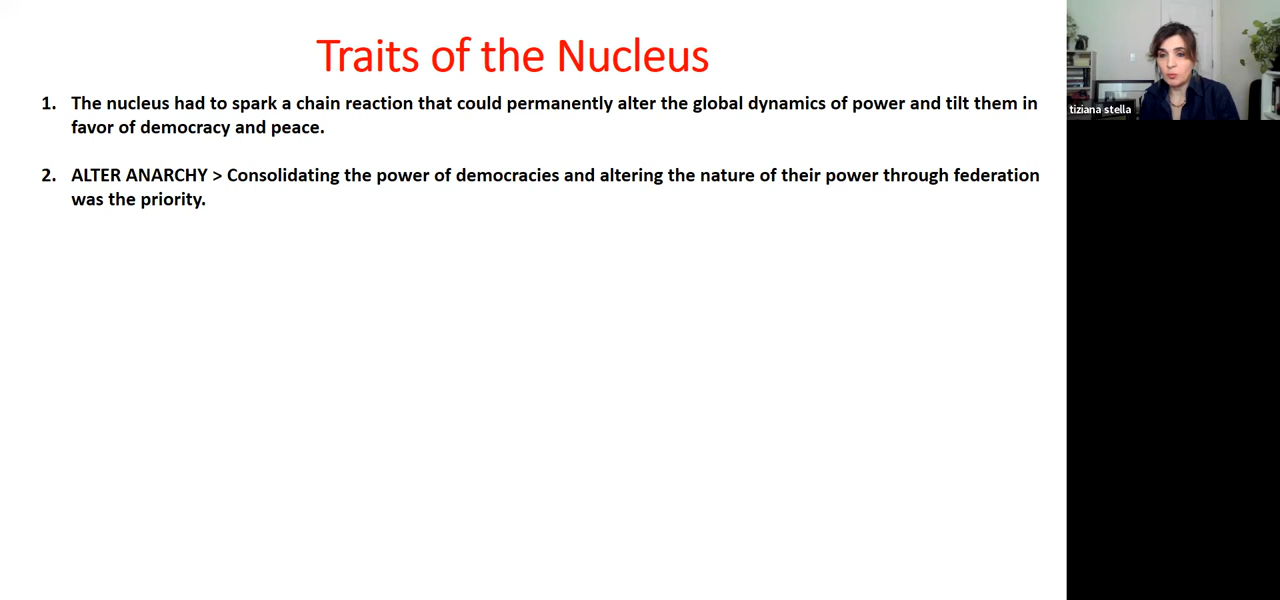 Traits of the Nucleus
1. The nucleus had to spark a chain reaction that could permanently alter the global dynamics of power and tilt them in
favor of democracy and peace.
2. ALTER ANARCHY > Consolidating the power of democracies and altering the nature of their power through federation
was the priority.
tiziana stella